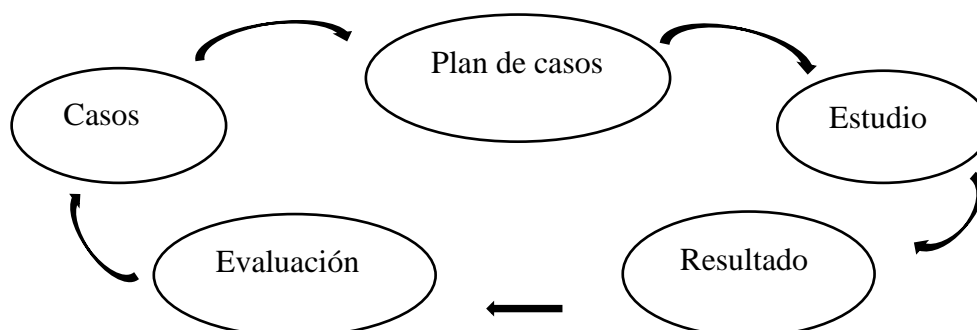 Plan de casos
Casos
Estudio
Evaluación
Resultado